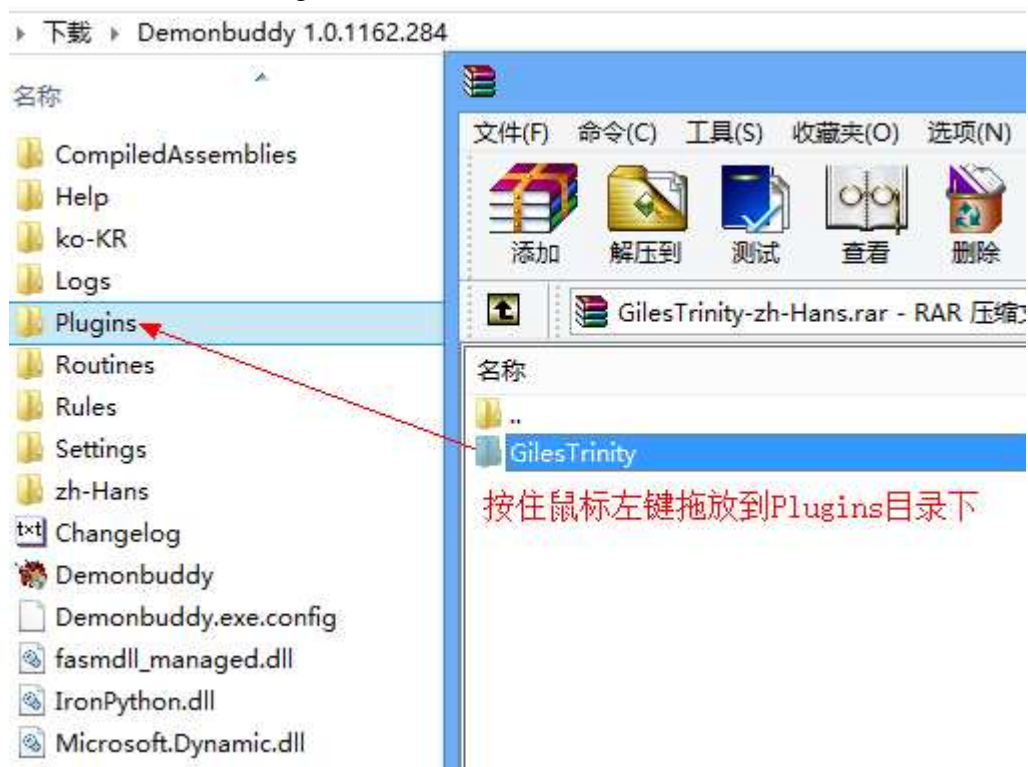 下载 Demonbuddy 1.0.1162.284
名称
CompiledAssemblies
Help
ko-KR
Logs
Plugins
Routines
Rules
Settings
zh-Hans
Changelog
Demonbuddy
Demonbuddy.exe.config
fasmdll_managed.dll
IronPython.dll
Microsoft.Dynamic.dll
文件(F) 命令(C) 工具(S) 收藏夹(O) 选项(N)
添加 解压到 测试 查看 删除
GilesTrinity-zh-Hans.rar - RAR 压缩
名称
..
GilesTrinity
按住鼠标左键拖放到Plugins目录下